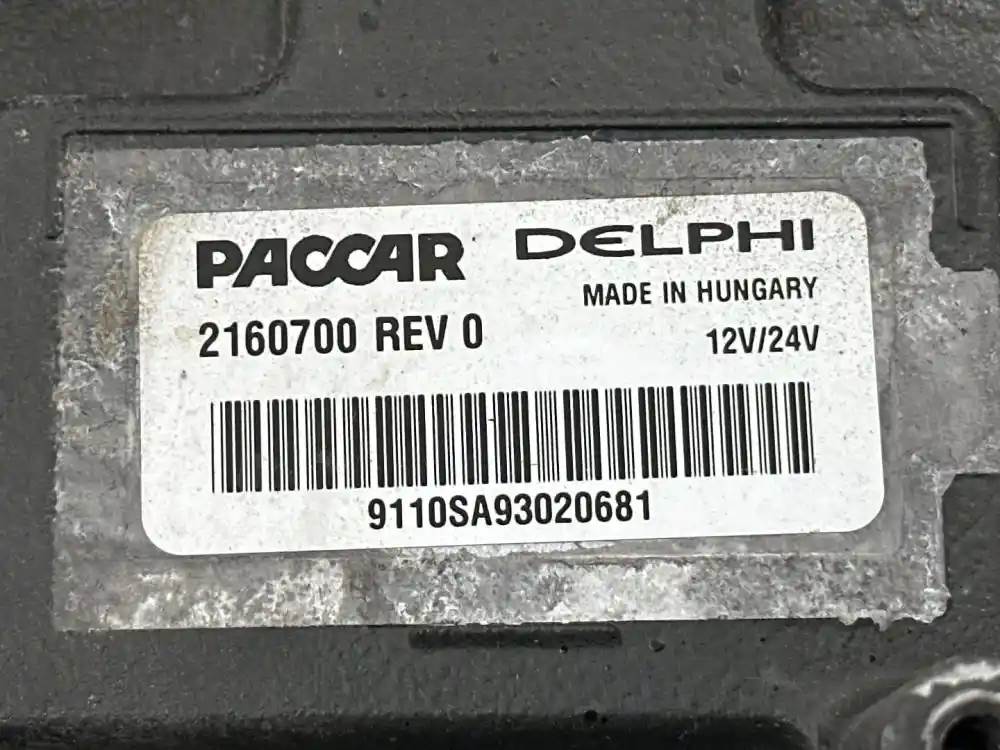 PACCAR DELPHI
MADE IN HUNGARY
2160700 REV 0
12V/24V
9110SA93020681